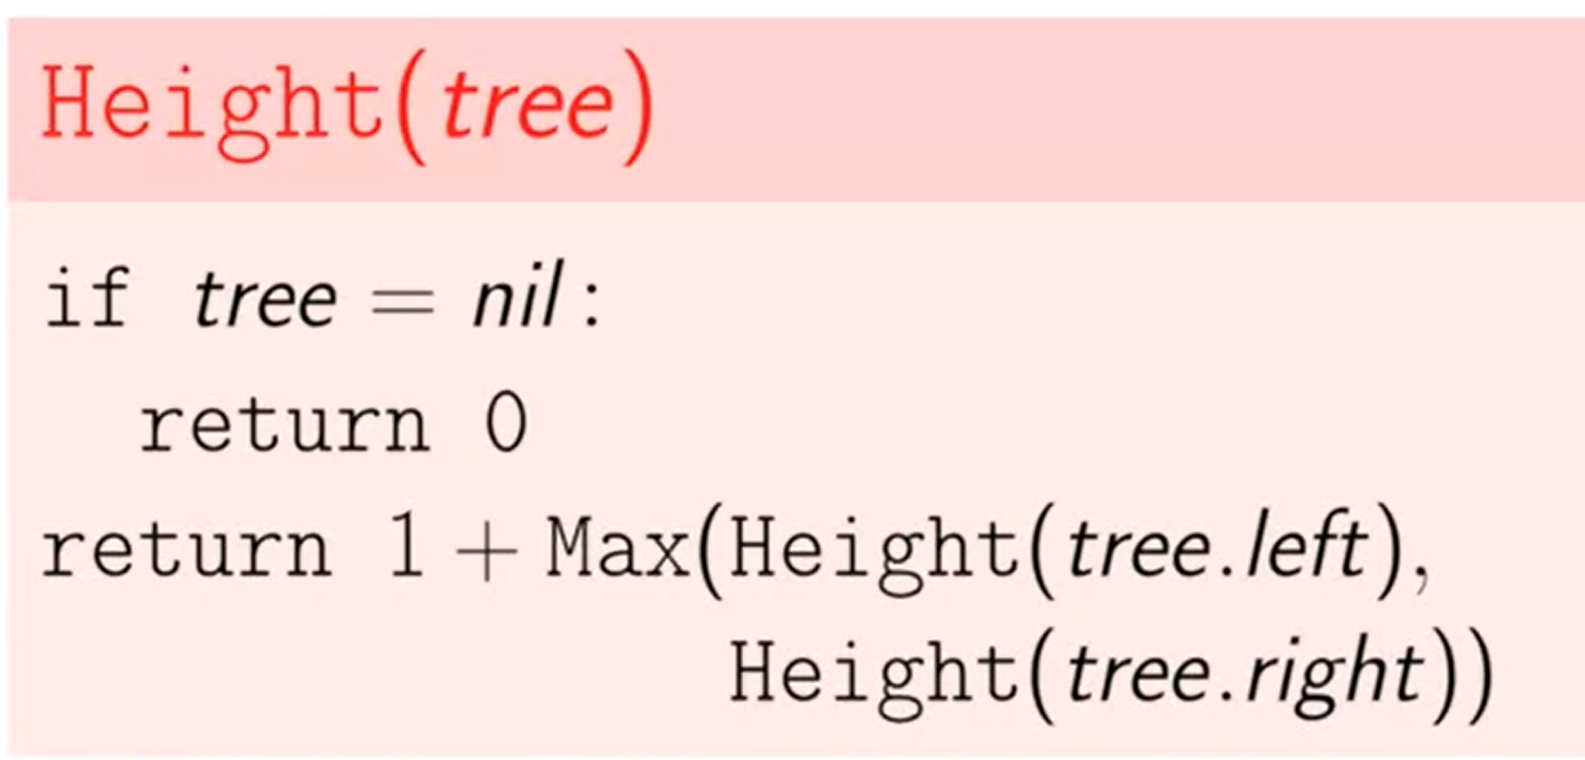 Height(tree)
if tree = nil:
return 0
return 1 + Max(Height(tree.left),
Height(tree.right))